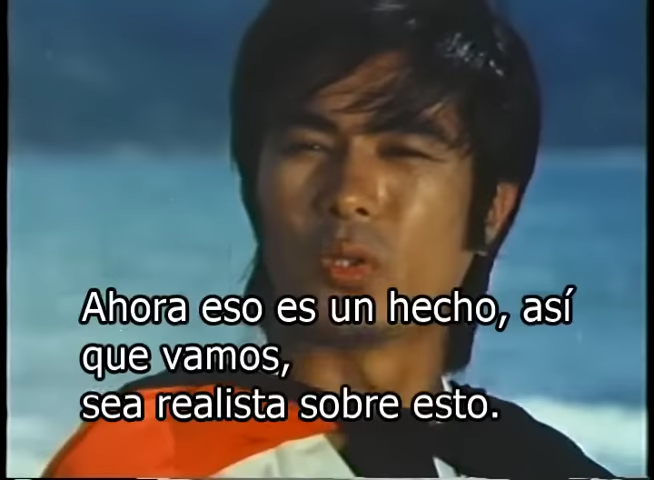 Ahora eso es un hecho, así
que vamos,
sea realista sobre esto.